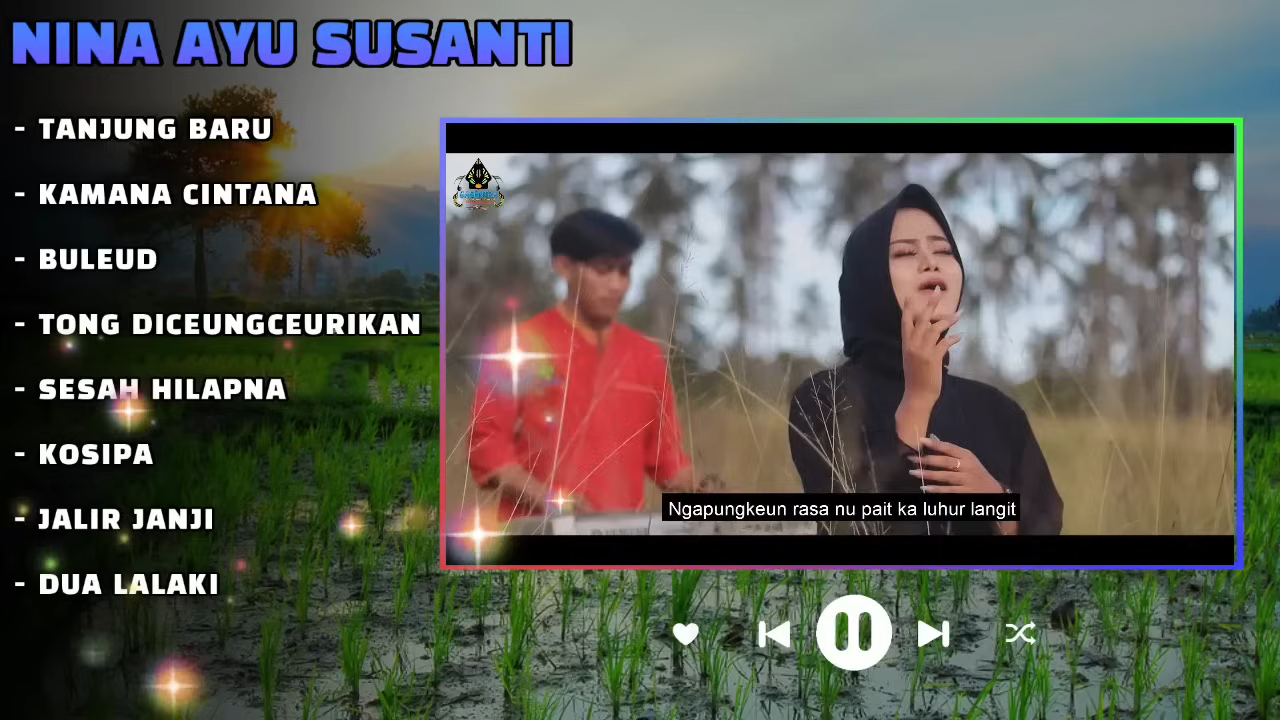 NINA AYU SUSANTI
- TANJUNG BARU
- KAMANA CINTANA
- BULEUD
- TONG DICEUNGCEURIKAN
- SESAH HILAPNA
- KOSIPA
- JALIR JANJI
- DUA LALAKI
Ngapungkeun rasa nu pait ka luhur langit